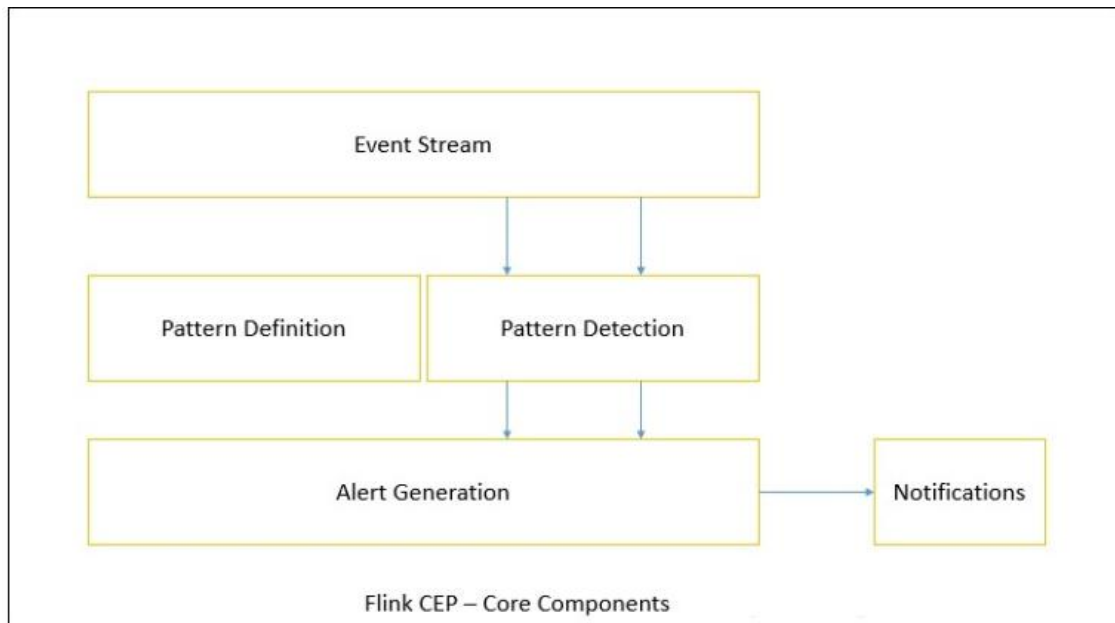 Event Stream
Pattern Definition
Pattern Detection
Alert Generation
Notifications
Flink CEP – Core Components